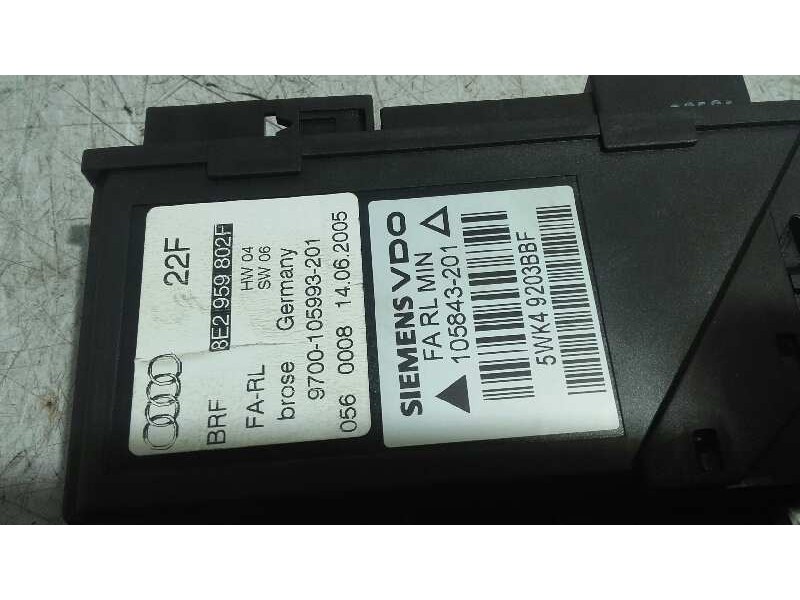 22F
BRF 8E2 959 802F
FA-RL HW 04
SW 06
brose Germany
9700-105993-201
056 0008 14.06.2005
SIEMENS VDO
FA RL MIN
105843-201
5WK4 9203BBF